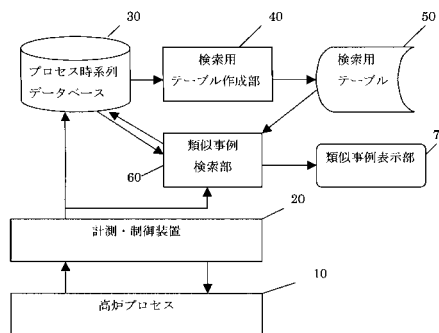 30
40
50
プロセス時系列
データベース
検索用
テーブル作成部
検索用
テーブル
類似事例
検索部
60
類似事例表示部
7
20
計測・制御装置
10
高炉プロセス